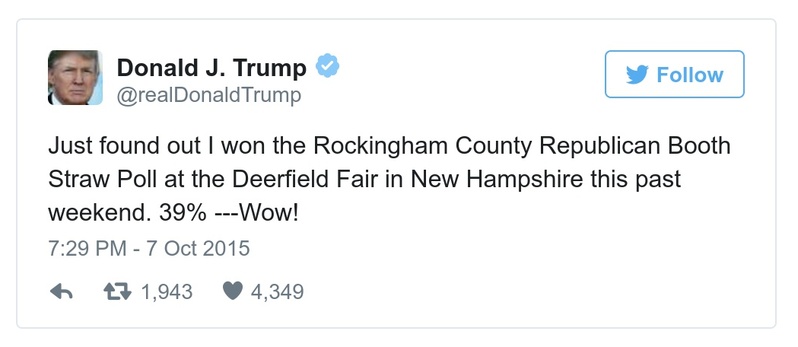 Donald J. Trump
@realDonaldTrump
Follow
Just found out I won the Rockingham County Republican Booth
Straw Poll at the Deerfield Fair in New Hampshire this past
weekend. 39% ---Wow!
7:29 PM - 7 Oct 2015
1,943 4,349